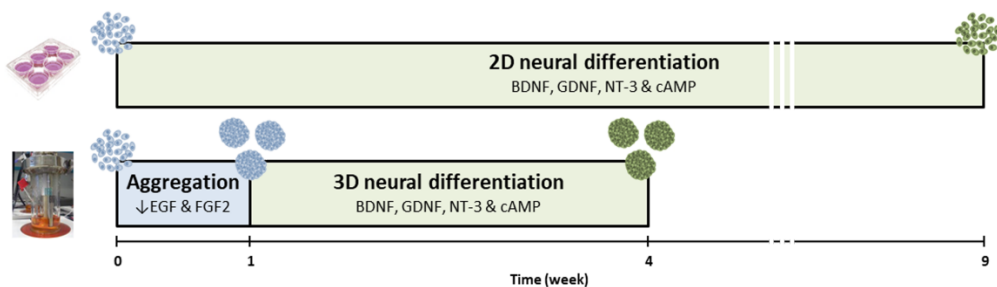 2D neural differentiation
BDNF, GDNF, NT-3 & cAMP
Aggregation
↓EGF & FGF2
3D neural differentiation
BDNF, GDNF, NT-3 & cAMP
0 1 4 9
Time (week)